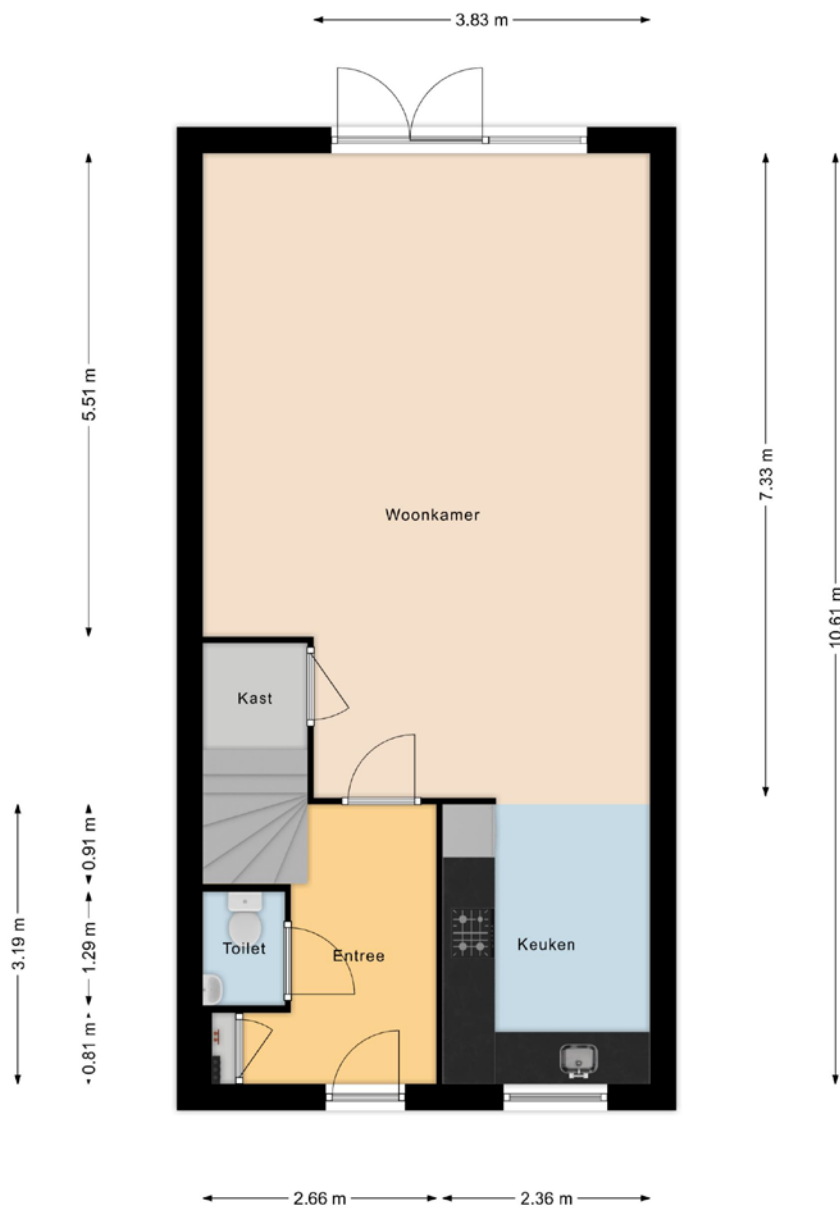 3.83 m
5.51 m
7.33 m
10.61 m
Woonkamer
Kast
0.91 m
3.19 m
1.29 m
Toilet
Entree
Keuken
0.81 m
2.66 m
2.36 m